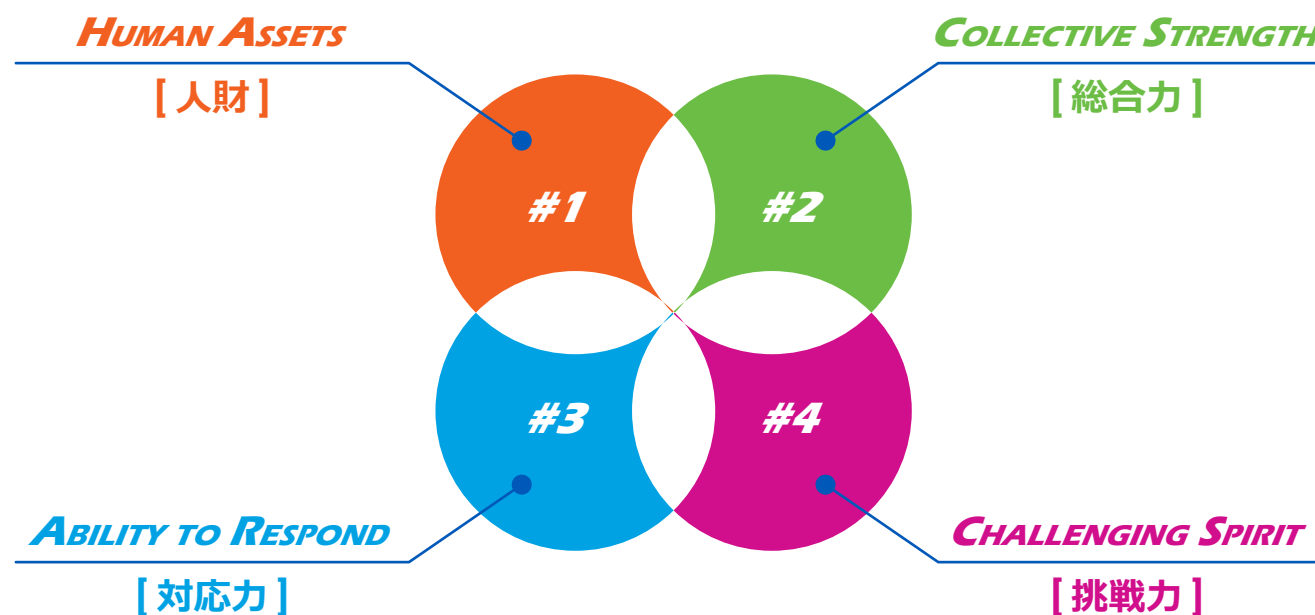 HUMAN ASSETS
[ 人財 ]
COLLECTIVE STRENGTH
[ 総合力 ]
#1
#2
#3
#4
ABILITY TO RESPOND
[ 対応力 ]
CHALLENGING SPIRIT
[ 挑戦力 ]